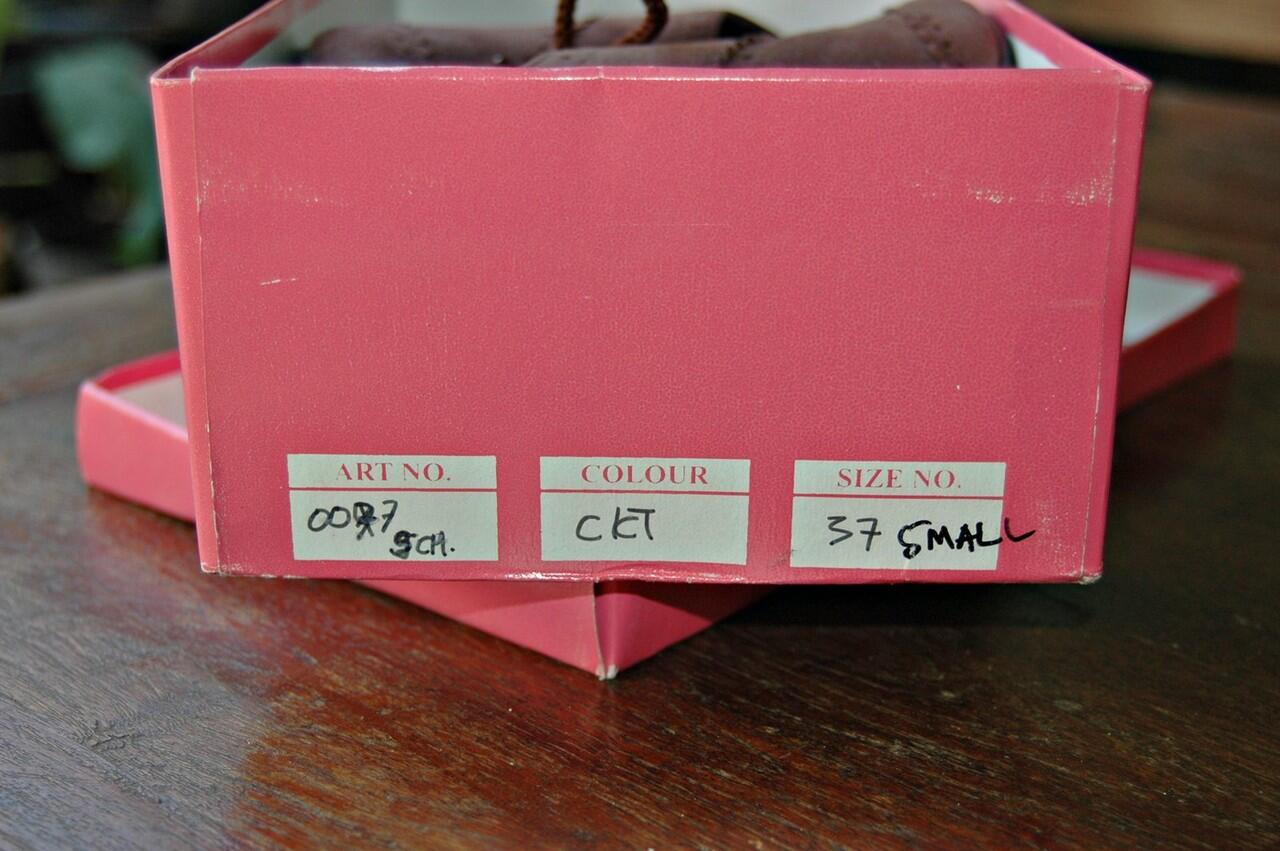 ART NO.
SCH.
COLOUR
CKT
SIZE NO.
37 SMALL